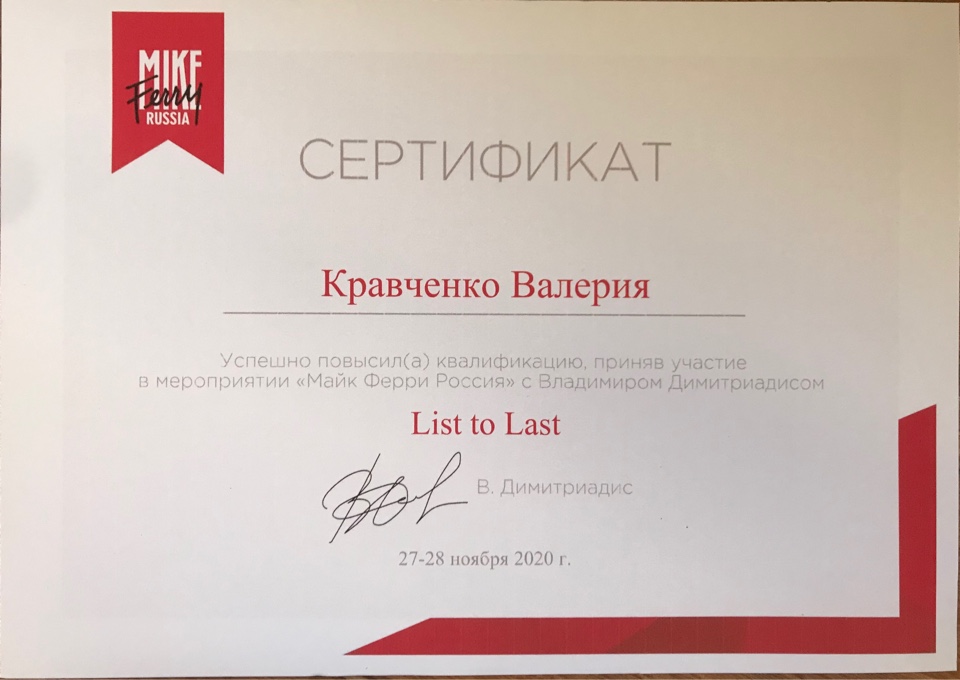 MIKE
Ferry
RUSSIA
СЕРТИФИКАТ
Кравченко Валерия
Успешно повысил(а) квалификацию, приняв участие
в мероприятии «Майк Ферри Россия» с Владимиром Димитриадисом
List to Last
В. Димитриадис
27-28 ноября 2020 г.